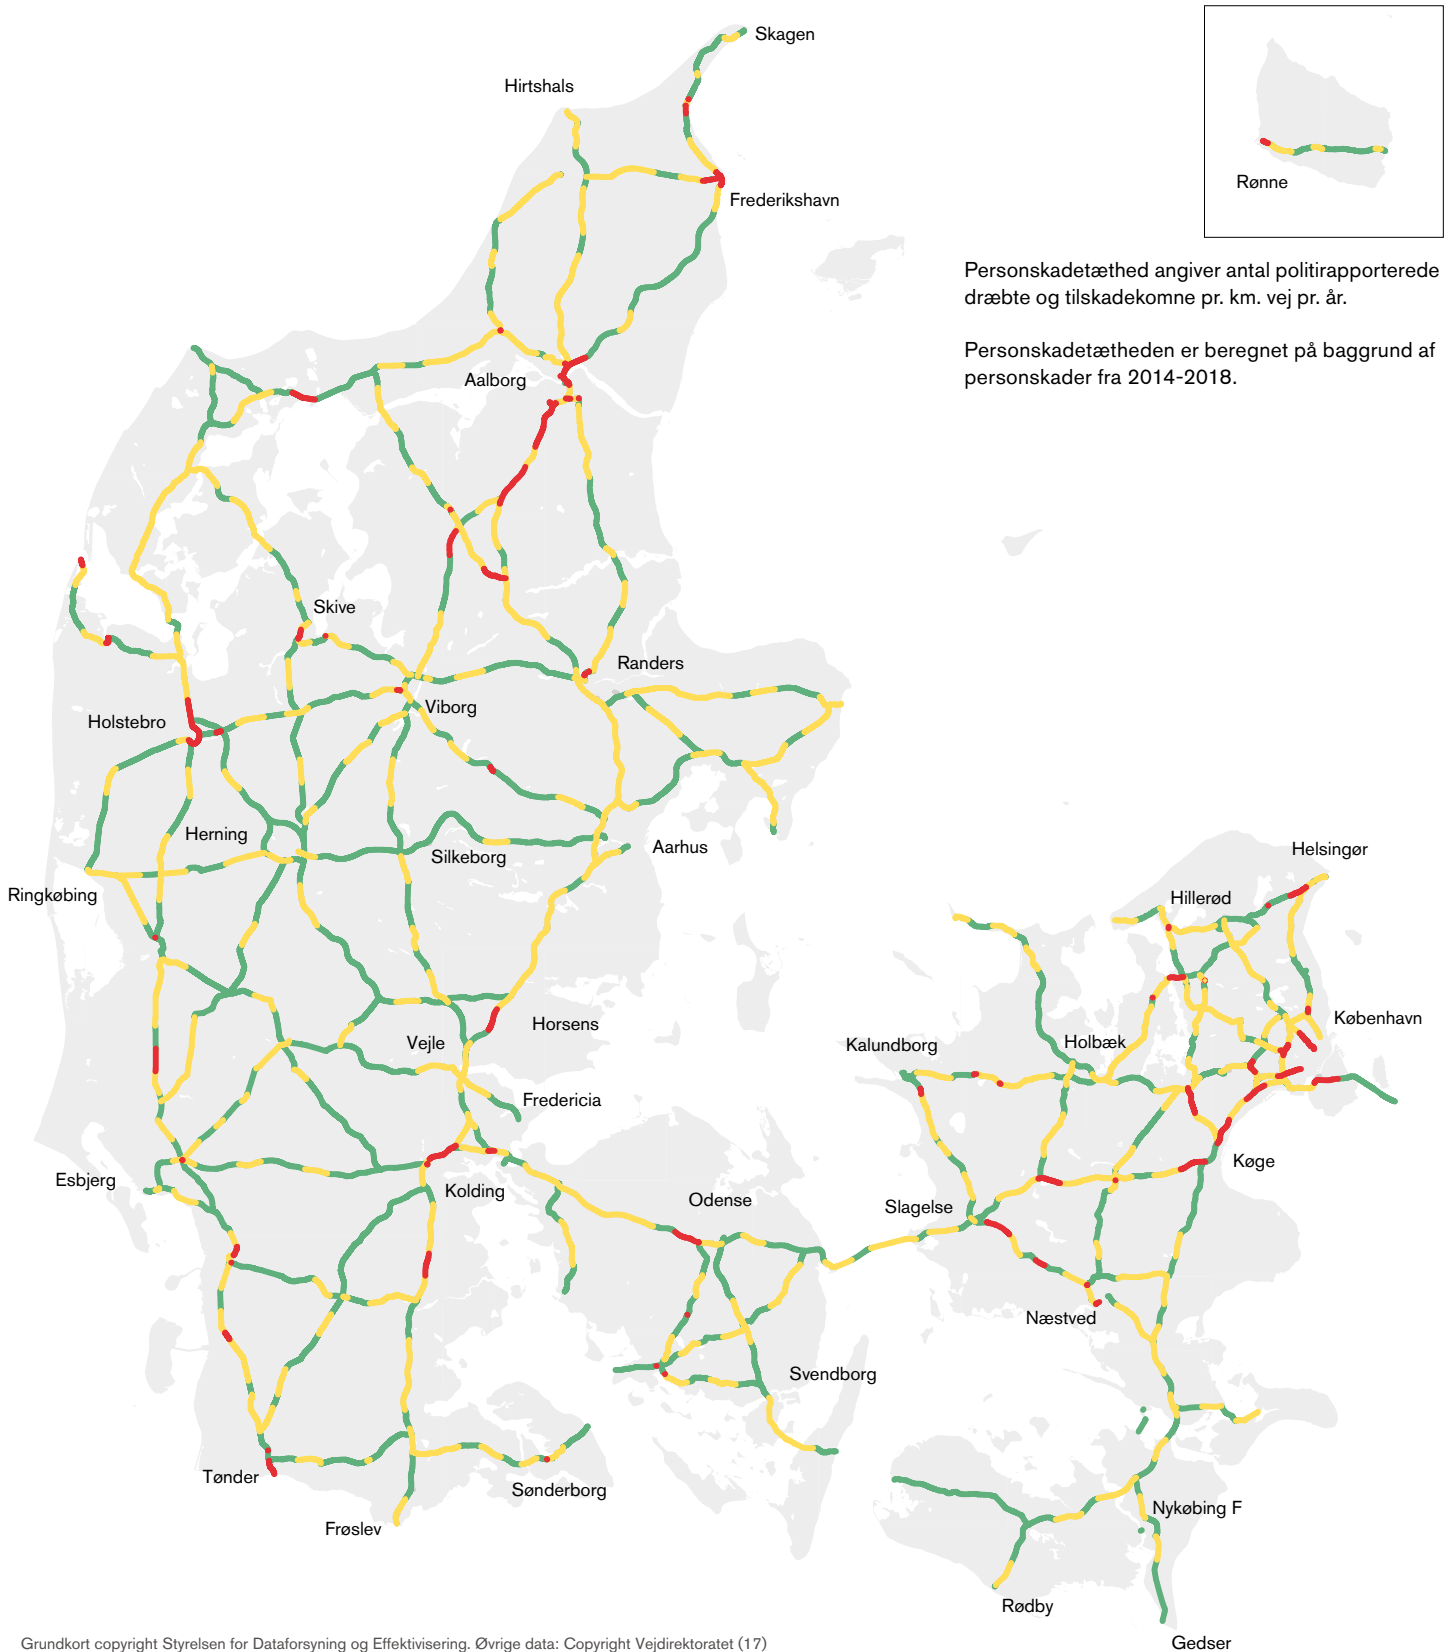 Skagen
Hirtshals
Rønne
Frederikshavn
Personskadetæthed angiver antal politirapporterede
dræbte og tilskadekomne pr. km. vej pr. år.
Personskadetætheden er beregnet på baggrund af
personskader fra 2014-2018.
Aalborg
Skive
Randers
Viborg
Holstebro
Herning
Aarhus
Silkeborg
Helsingør
Ringkøbing
Hillerød
Horsens
København
Vejle
Holbæk
Kalundborg
Fredericia
Køge
Esbjerg
Kolding
Odense
Slagelse
Næstved
Svendborg
Tønder
Sønderborg
Nykøbing F
Frøslev
Rødby
Gedser
Grundkort copyright Styrelsen for Dataforsyning og Effektivisering. Øvrige data: Copyright Vejdirektoratet (17)